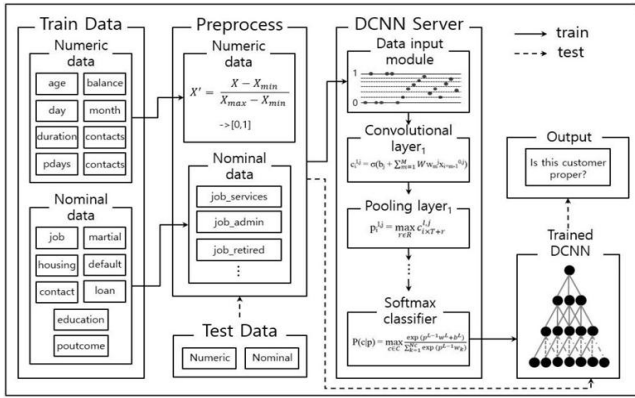 Train Data
Numeric
data
age
balance
day
month
duration
contacts
pdays
contacts
Nominal
data
job
martial
housing
default
contact
loan
education
poutcome
Preprocess
Numeric
data
X' = X − Xmin / Xmax − Xmin
->[0,1]
Nominal
data
job_services
job_admin
job_retired
⋮
Test Data
Numeric
Nominal
DCNN Server
Data input
module
1
0
Convolutional
layer1
Pooling layer1
Softmax
classifier
train
test
Output
Is this customer
proper?
Trained
DCNN